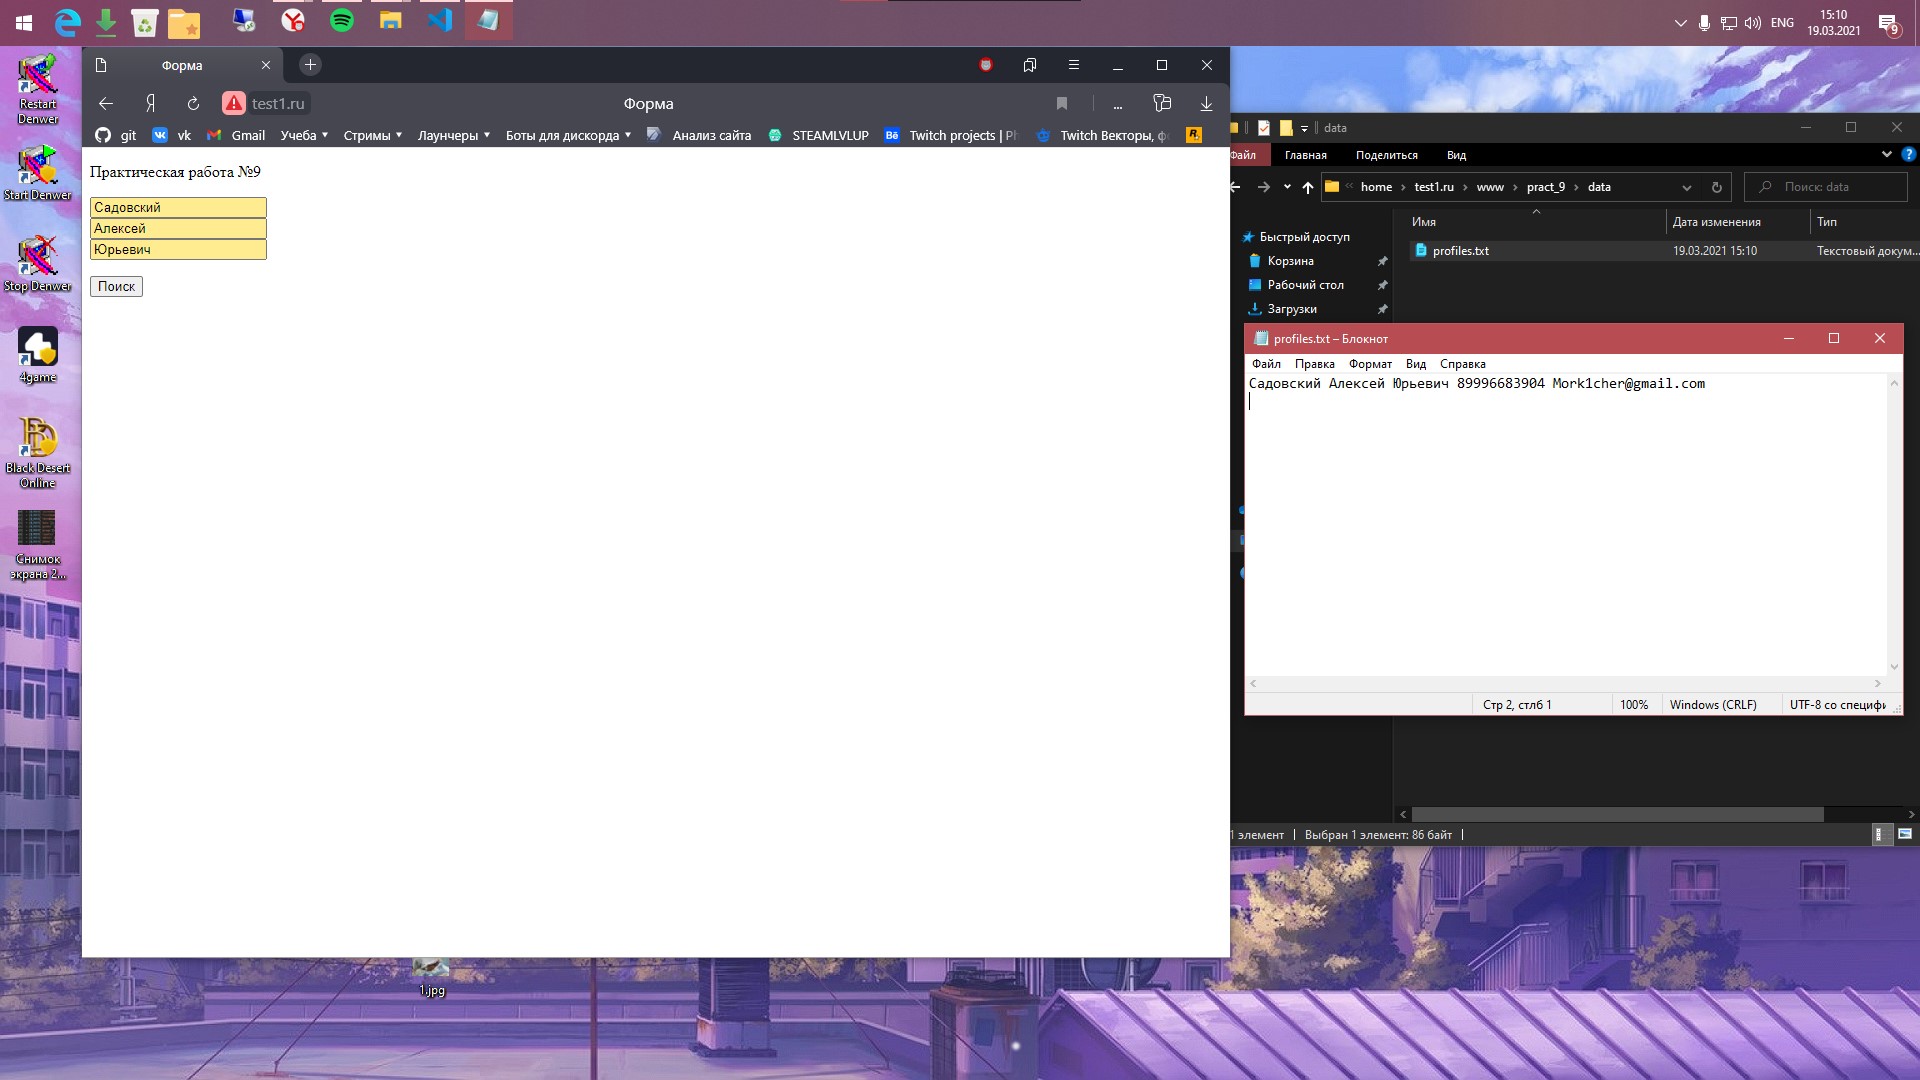 ENG
15:10
19.03.2021
9
Restart Denwer
Start Denwer
Stop Denwer
4game
Black Desert Online
Снимок экрана 2...
1.jpg
Форма
test1.ru
Форма
git
vk
Gmail
Учеба
Стримы
Лаунчеры
Боты для дискорда
Анализ сайта
STEAMLVLUP
Twitch projects | Ph
Twitch Векторы,
Практическая работа №9
Садовский
Алексей
Юрьевич
Поиск
data
Файл Главная Поделиться Вид
home test1.ru www pract_9 data
Поиск: data
Имя Дата изменения Тип
profiles.txt 19.03.2021 15:10 Текстовый докум...
Быстрый доступ
Корзина
Рабочий стол
Загрузки
profiles.txt – Блокнот
Файл Правка Формат Вид Справка
Садовский Алексей Юрьевич 89996683904 Mork1cher@gmail.com
Стр 2, стлб 1 100% Windows (CRLF) UTF-8 со специфи
1 элемент Выбран 1 элемент: 86 байт